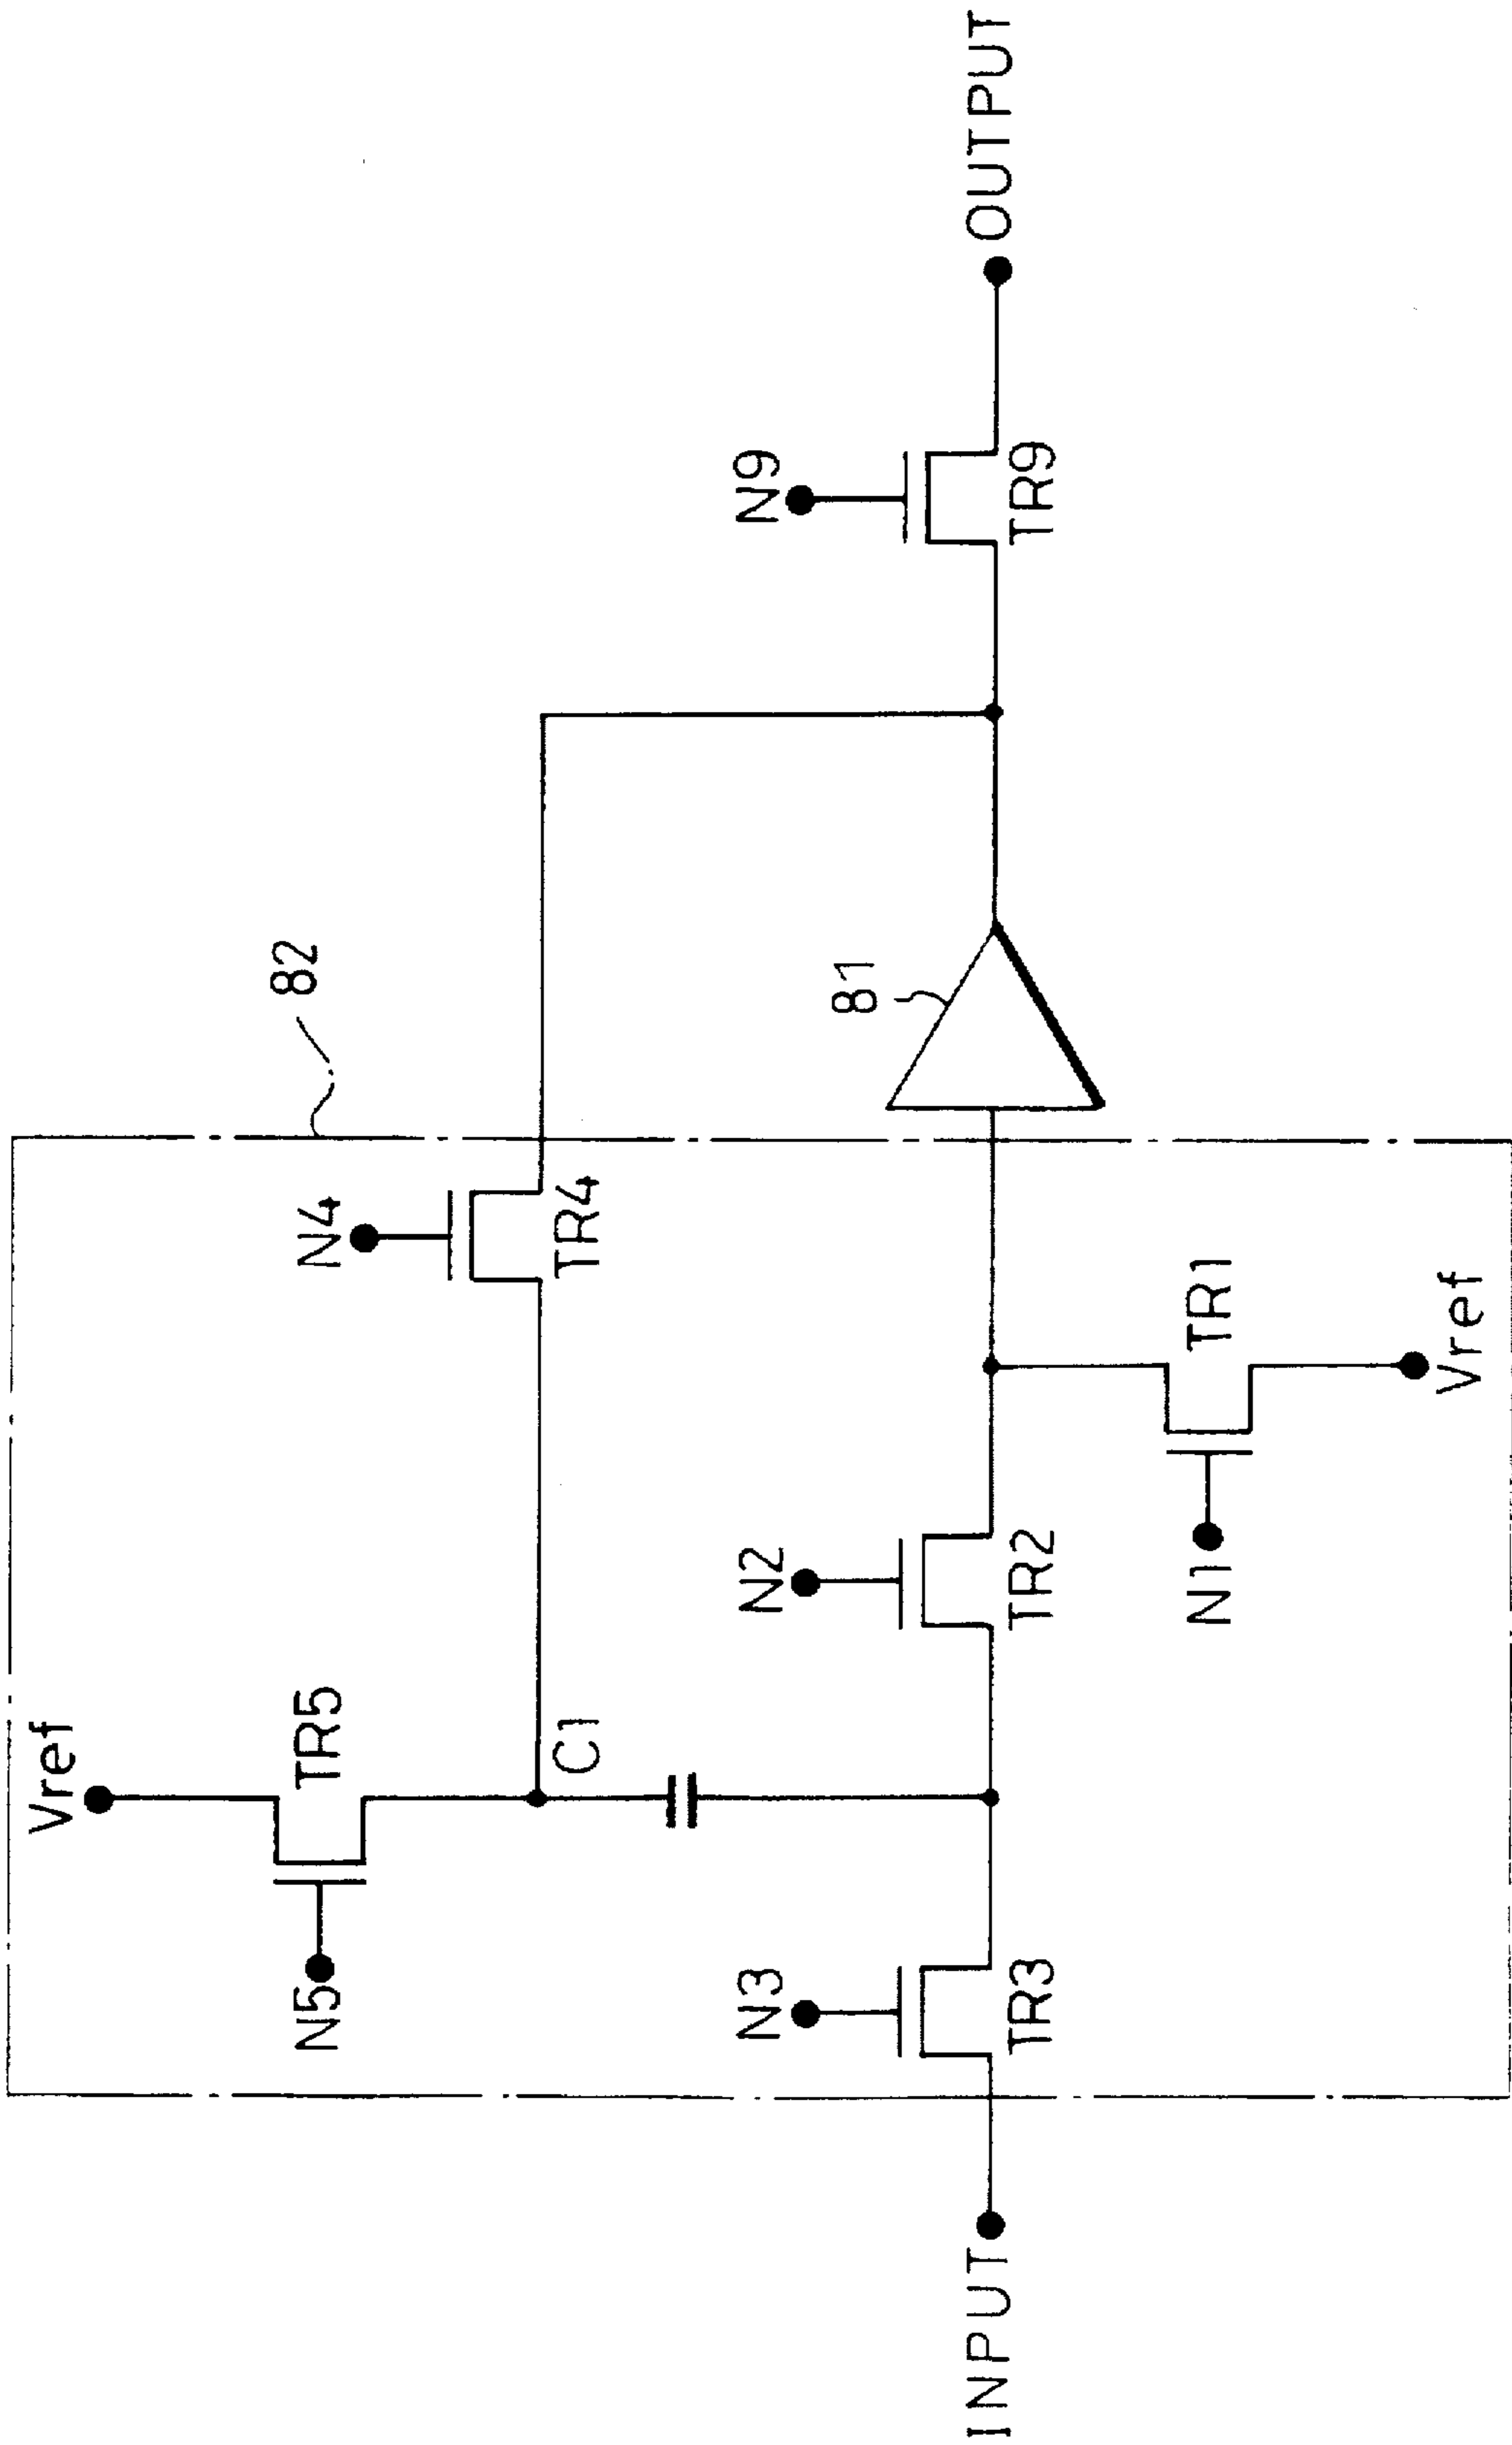 82
Vref
N5
TR5
N4
TR4
C1
81
N9
TR9
OUTPUT
INPUT
N3
TR3
N2
TR2
N1
TR1
Vref